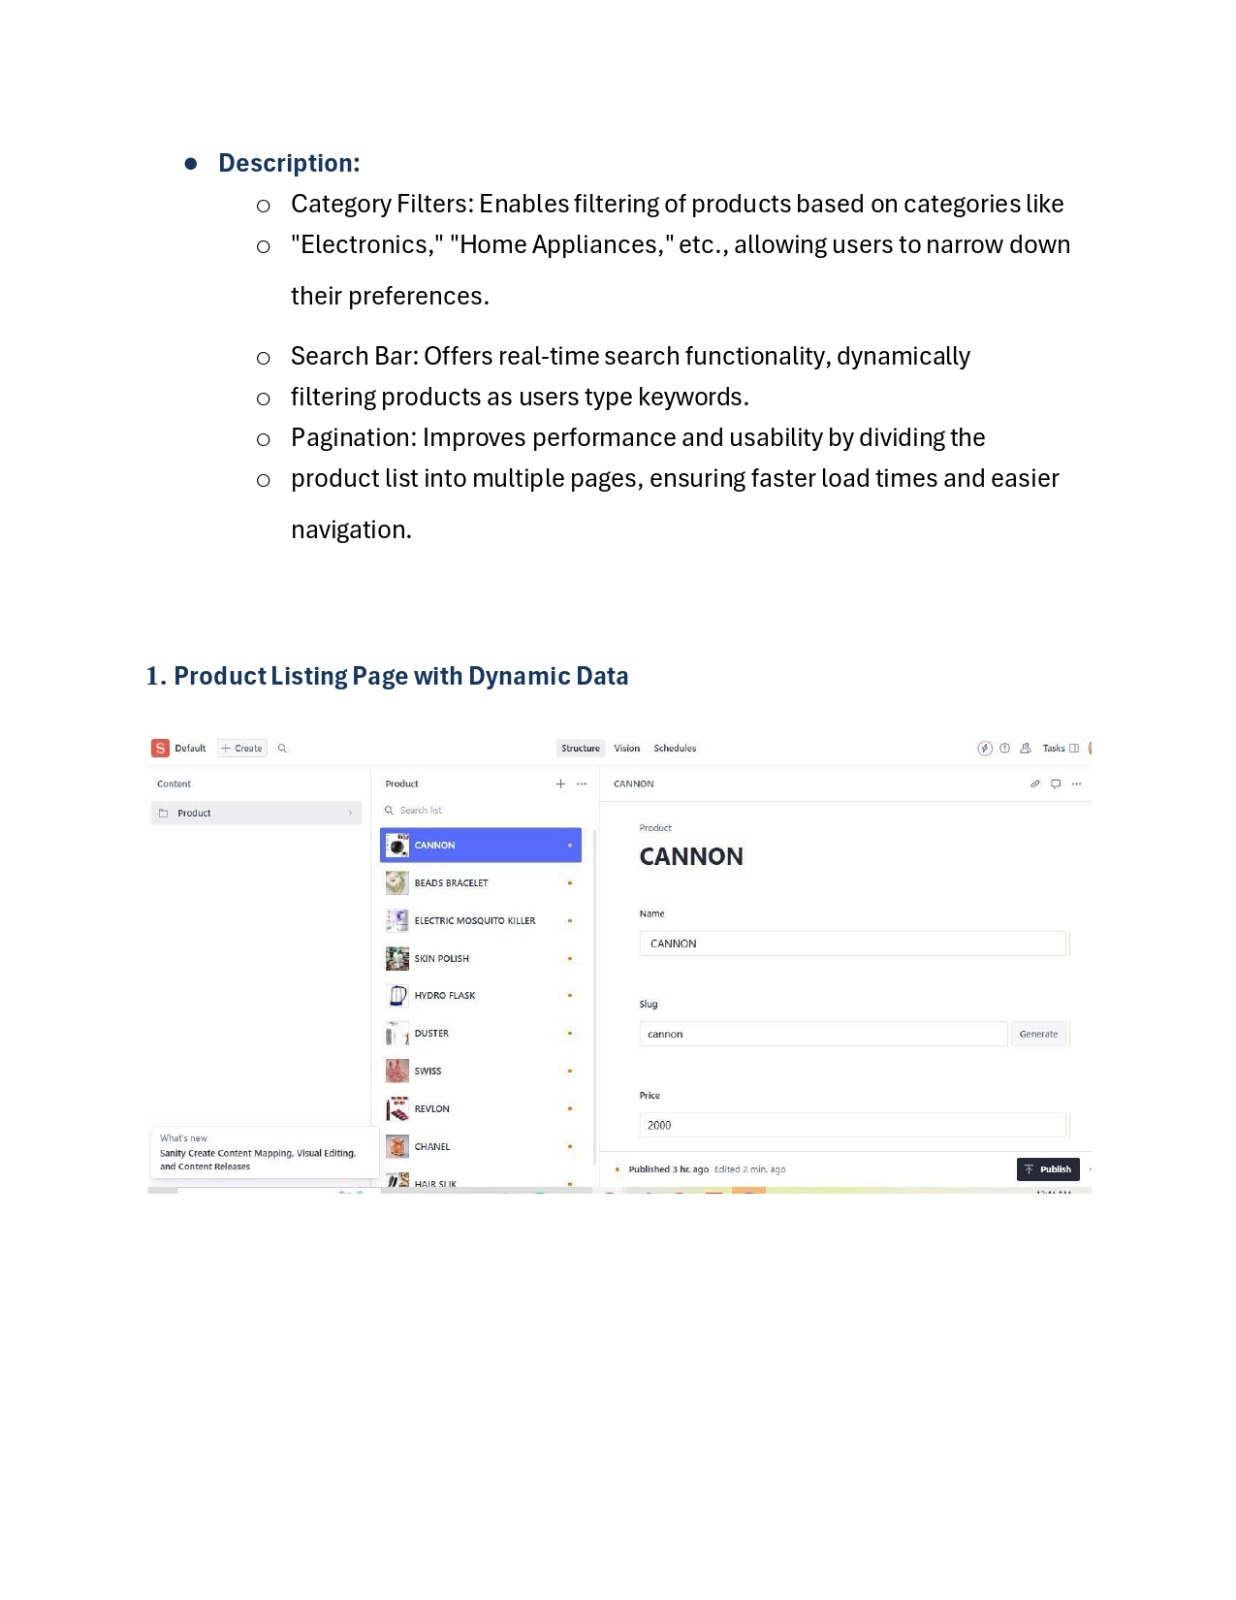 ● Description:
o Category Filters: Enables filtering of products based on categories like
o "Electronics," "Home Appliances," etc., allowing users to narrow down
their preferences.
o Search Bar: Offers real-time search functionality, dynamically
o filtering products as users type keywords.
o Pagination: Improves performance and usability by dividing the
o product list into multiple pages, ensuring faster load times and easier
navigation.
1. Product Listing Page with Dynamic Data
S Default + Create Structure Vision Schedules Tasks
Content
Product
Product
Search list
CANNON
BEADS BRACELET
ELECTRIC MOSQUITO KILLER
SKIN POLISH
HYDRO FLASK
DUSTER
SWISS
REVLON
CHANEL
HAIR SLIK
What's new
Sanity Create Content Mapping, Visual Editing,
and Content Releases
CANNON
Product
CANNON
Name
CANNON
Slug
cannon Generate
Price
2000
Published 3 hr. ago Edited 2 min. ago Publish